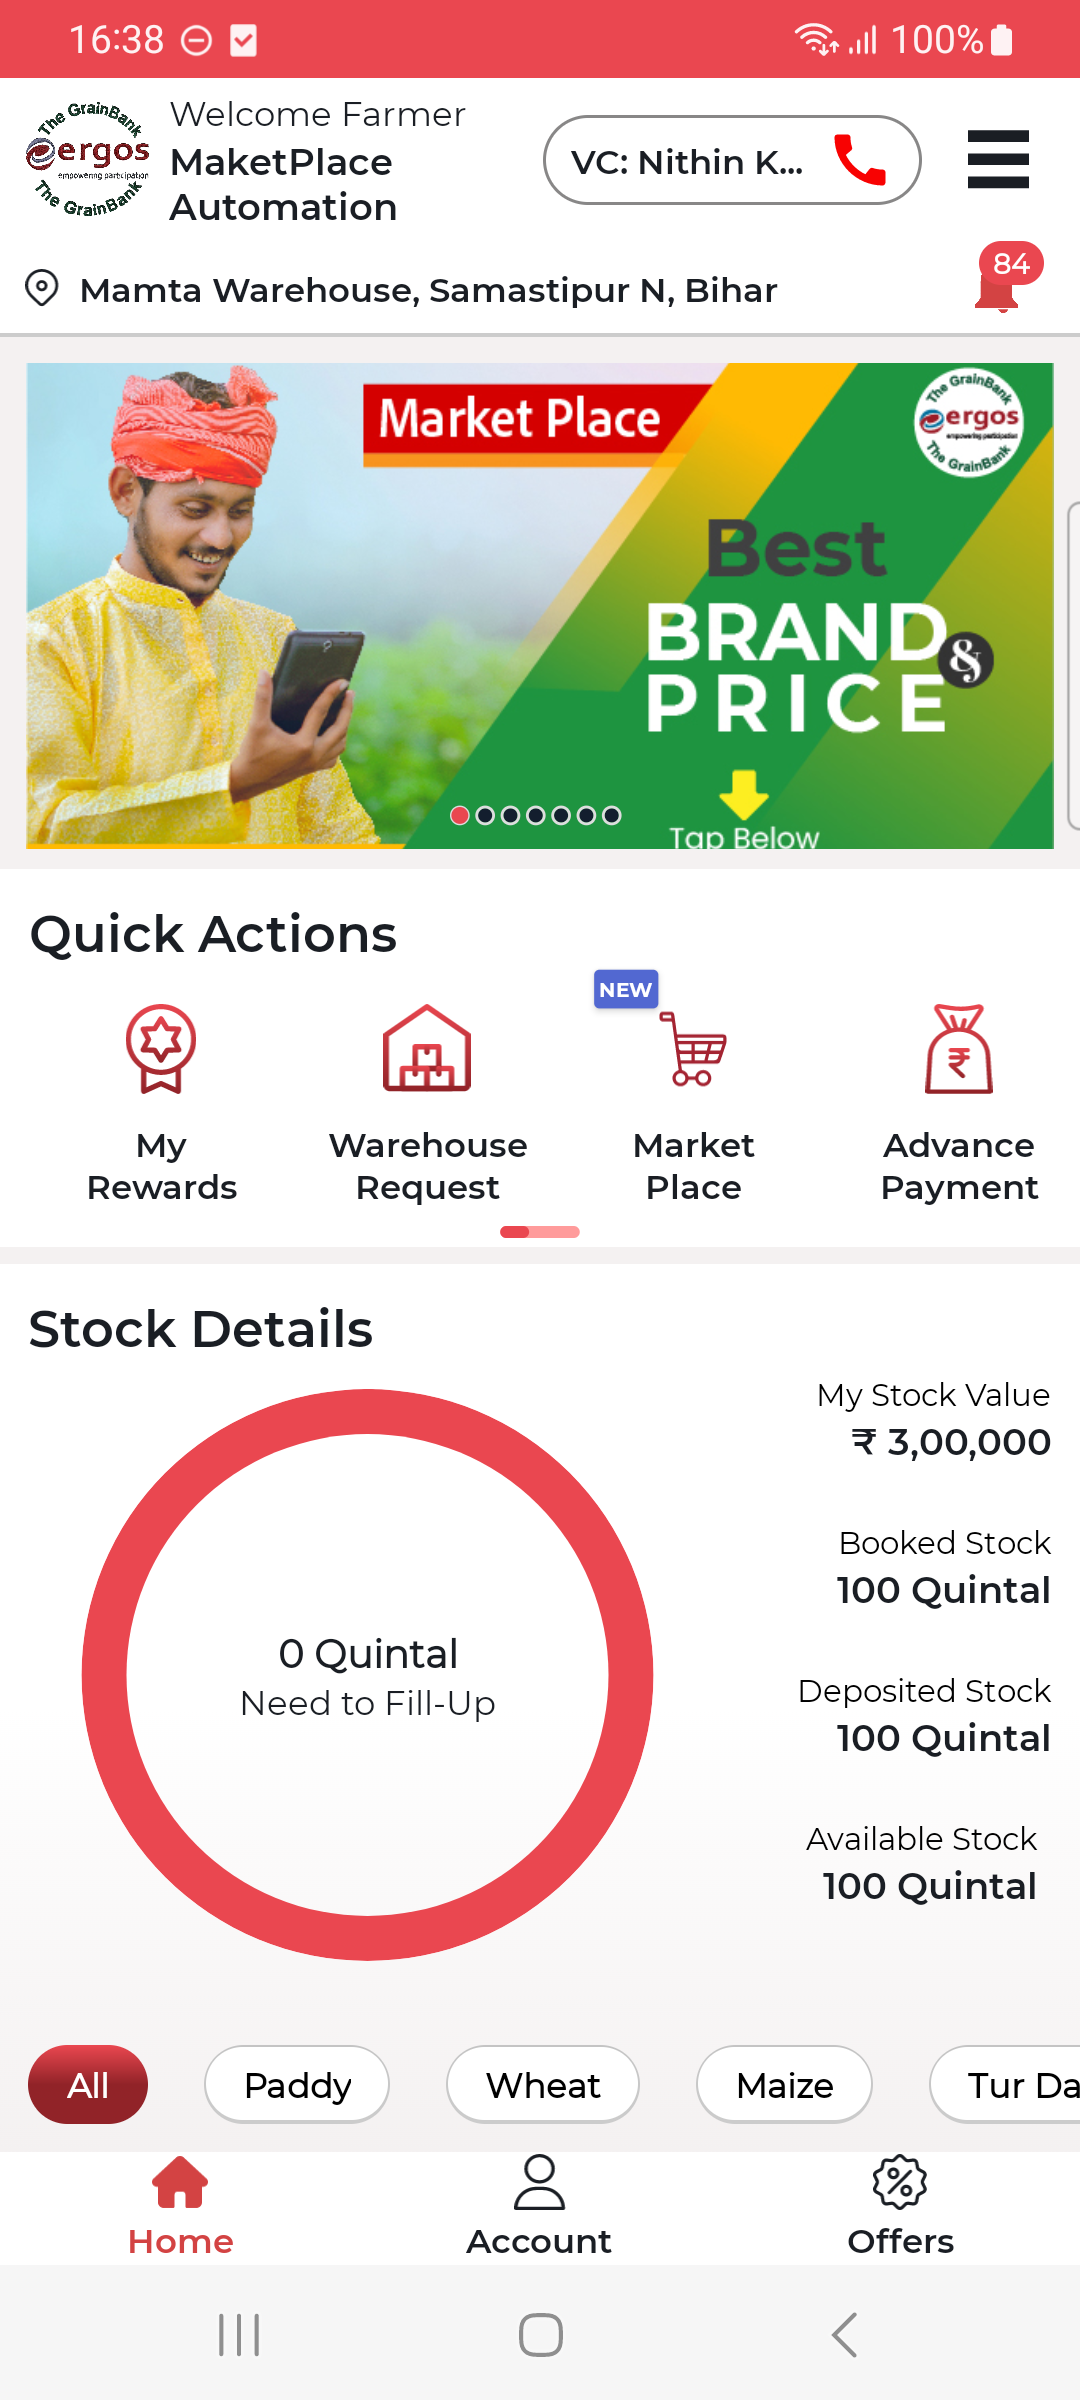 16:38
100%
The GrainBank
eergos
empowering participation
The GrainBank
Welcome Farmer
MaketPlace
Automation
VC: Nithin K...
Mamta Warehouse, Samastipur N, Bihar
84
Market Place
The GrainBank
eergos
empowering participation
The GrainBank
Best
BRAND
&
PRICE
Tap Below
Quick Actions
NEW
My
Rewards
Warehouse
Request
Market
Place
Advance
Payment
Stock Details
My Stock Value
₹ 3,00,000
Booked Stock
100 Quintal
0 Quintal
Need to Fill-Up
Deposited Stock
100 Quintal
Available Stock
100 Quintal
All
Paddy
Wheat
Maize
Tur Da
Home
Account
Offers